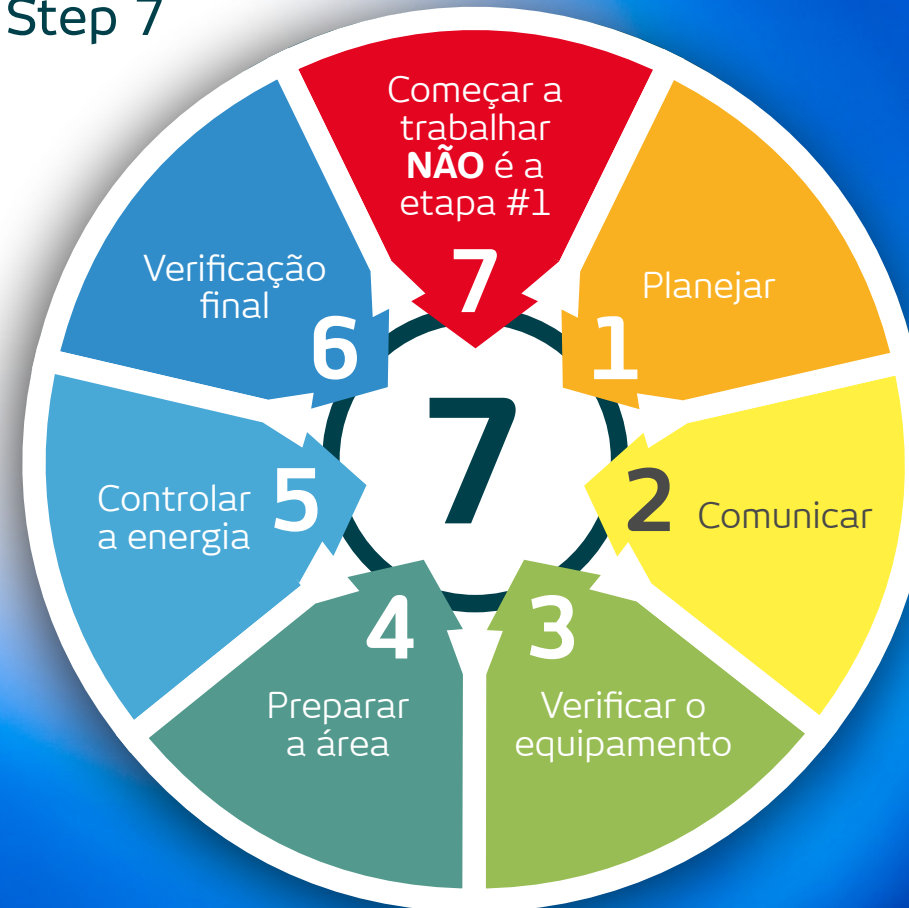 Step 7
Começar a
trabalhar
NÃO é a
etapa #1
7
Planejar
1
2
Comunicar
3
Verificar o
equipamento
4
Preparar
a área
5
Controlar
a energia
Verificação
final
6
7